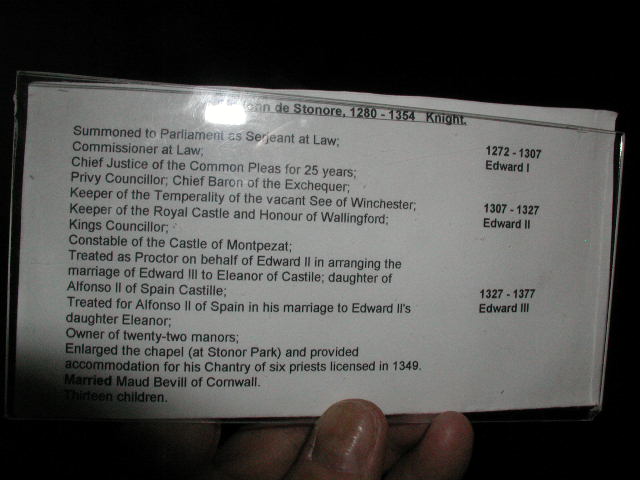 John de Stonore, 1280 - 1354 Knight.
Summoned to Parliament as Serjeant at Law;
Commissioner at Law;
Chief Justice of the Common Pleas for 25 years;
Privy Councillor; Chief Baron of the Exchequer;
Keeper of the Temperality of the vacant See of Winchester;
Keeper of the Royal Castle and Honour of Wallingford;
Kings Councillor;
Constable of the Castle of Montpezat;
Treated as Proctor on behalf of Edward II in arranging the
marriage of Edward III to Eleanor of Castile; daughter of
Alfonso II of Spain Castille;
Treated for Alfonso II of Spain in his marriage to Edward II's
daughter Eleanor;
Owner of twenty-two manors;
Enlarged the chapel (at Stonor Park) and provided
accommodation for his Chantry of six priests licensed in 1349.
Married Maud Bevill of Cornwall.
Thirteen children.
1272 - 1307
Edward I
1307 - 1327
Edward II
1327 - 1377
Edward III